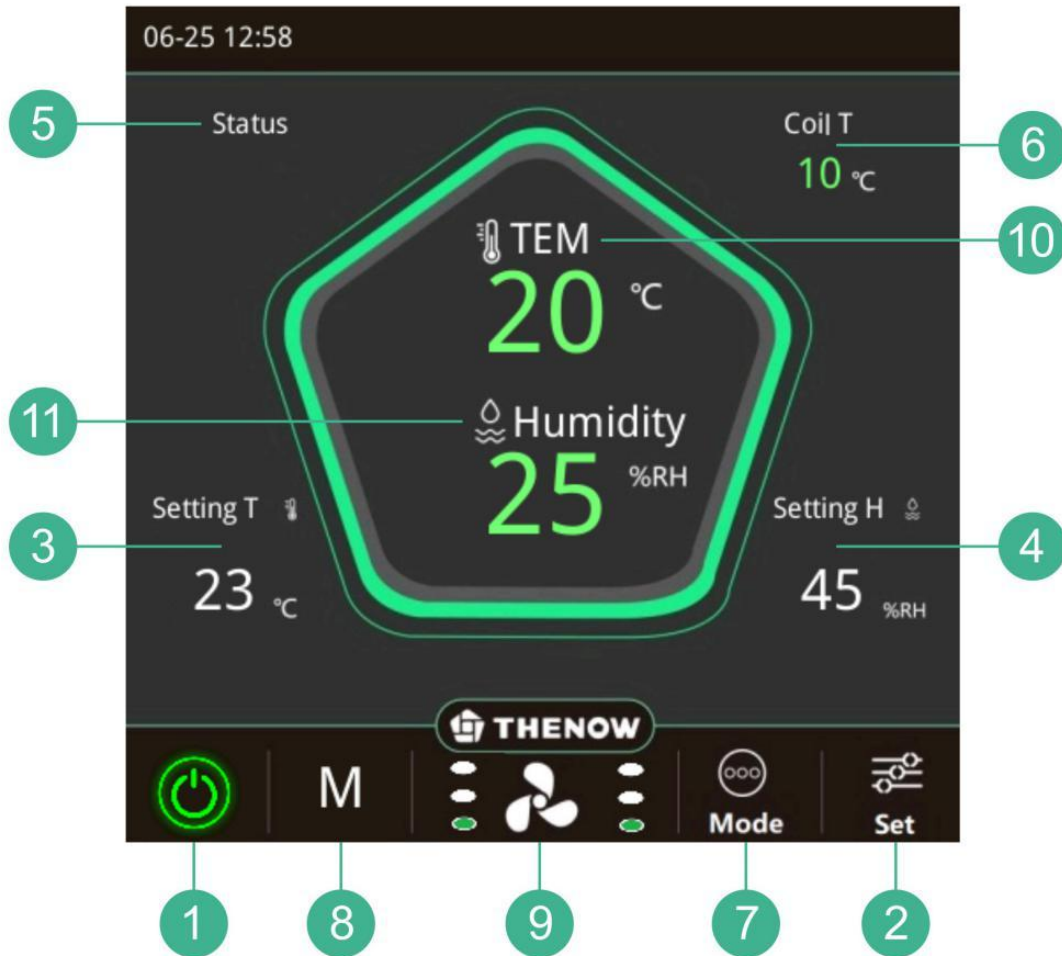 06-25 12:58
5 Status
Coil T 6
10 °C
TEM 10
20 °C
11 Humidity
25 %RH
Setting T
Setting H
3
4
23 °C
45 %RH
THENOW
M
Mode
Set
1
8
9
7
2